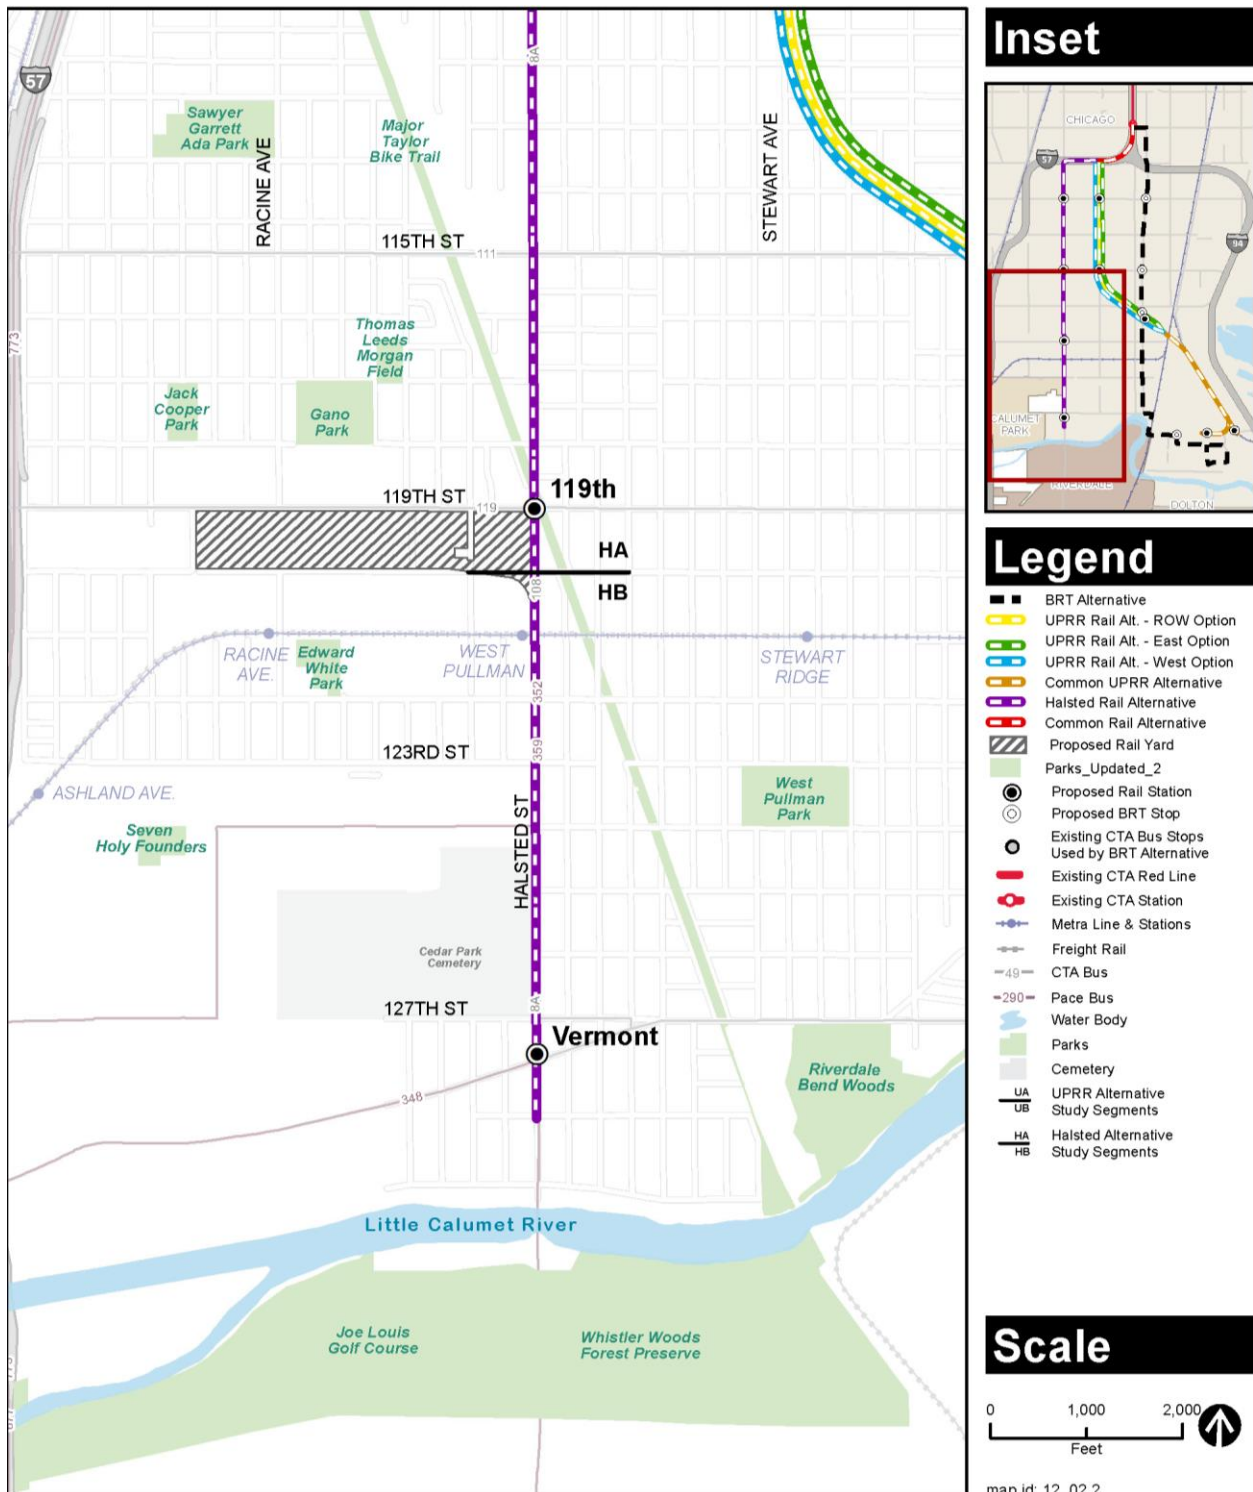 57
Sawyer
Garrett
Ada Park
RACINE AVE
Major
Taylor
Bike Trail
8A
STEWART AVE
115TH ST
111
773
Thomas
Leeds
Morgan
Field
Jack
Cooper
Park
Gano
Park
119TH ST
119
119th
HA
HB
108
RACINE
AVE.
Edward
White
Park
WEST
PULLMAN
STEWART
RIDGE
352
359
123RD ST
ASHLAND AVE.
Seven
Holy Founders
HALSTED ST
West
Pullman
Park
Cedar Park
Cemetery
127TH ST
8A
Vermont
348
Riverdale
Bend Woods
Little Calumet River
Joe Louis
Golf Course
Whistler Woods
Forest Preserve
Inset
CHICAGO
57
94
CALUMET
PARK
RIVERDALE
DOLTON
Legend
BRT Alternative
UPRR Rail Alt. - ROW Option
UPRR Rail Alt. - East Option
UPRR Rail Alt. - West Option
Common UPRR Alternative
Halsted Rail Alternative
Common Rail Alternative
Proposed Rail Yard
Parks_Updated_2
Proposed Rail Station
Proposed BRT Stop
Existing CTA Bus Stops
Used by BRT Alternative
Existing CTA Red Line
Existing CTA Station
Metra Line & Stations
Freight Rail
49 CTA Bus
290 Pace Bus
Water Body
Parks
Cemetery
UA
UB
UPRR Alternative
Study Segments
HA
HB
Halsted Alternative
Study Segments
Scale
0 1,000 2,000
Feet
map id: 12_02.2